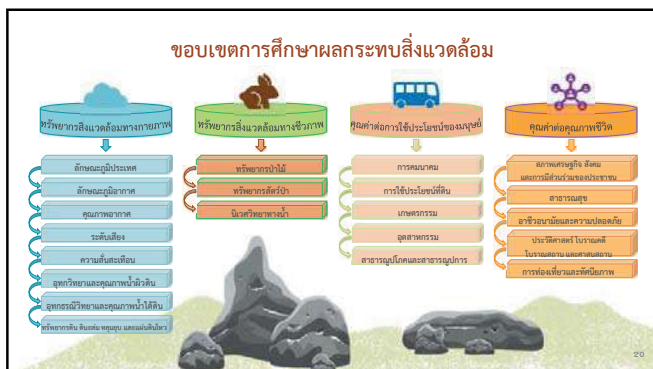 ขอบเขตการศึกษาผลกระทบสิ่งแวดล้อม
ทรัพยากรสิ่งแวดล้อมทางกายภาพ
ลักษณะภูมิประเทศ
ลักษณะภูมิอากาศ
คุณภาพอากาศ
ระดับเสียง
ความสั่นสะเทือน
อุทกวิทยาและคุณภาพน้ำผิวดิน
อุทกธรณีวิทยาและคุณภาพน้ำใต้ดิน
ทรัพยากรดิน ดินถล่ม หลุมยุบ และแผ่นดินไหว
ทรัพยากรสิ่งแวดล้อมทางชีวภาพ
ทรัพยากรป่าไม้
ทรัพยากรสัตว์ป่า
นิเวศวิทยาทางน้ำ
คุณค่าต่อการใช้ประโยชน์ของมนุษย์
การคมนาคม
การใช้ประโยชน์ที่ดิน
เกษตรกรรม
อุตสาหกรรม
สาธารณูปโภคและสาธารณูปการ
คุณค่าต่อคุณภาพชีวิต
สภาพเศรษฐกิจ สังคม
และการมีส่วนร่วมของประชาชน
สาธารณสุข
อาชีวอนามัยและความปลอดภัย
ประวัติศาสตร์ โบราณคดี
โบราณสถาน และศาสนสถาน
การท่องเที่ยวและทัศนียภาพ
20